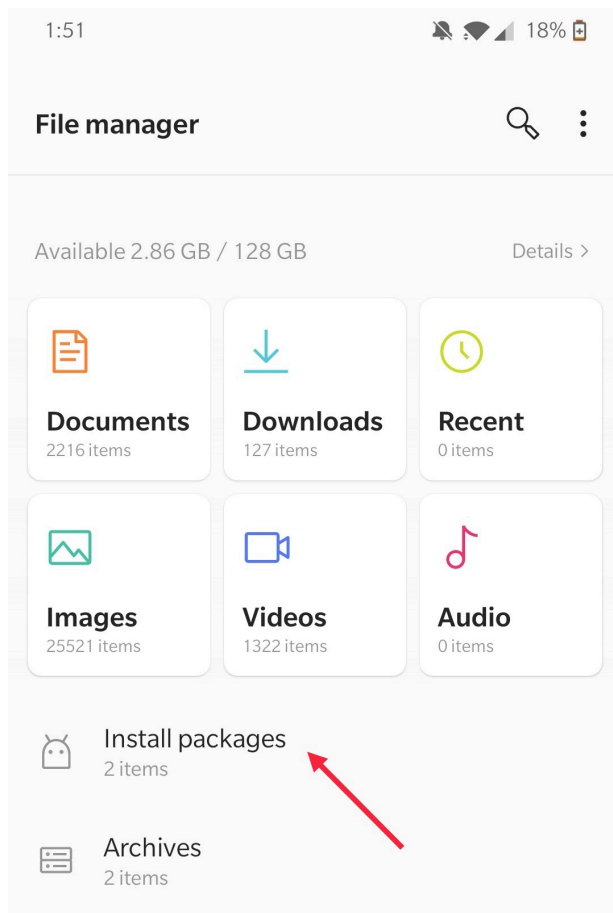 1:51 18%
File manager
Available 2.86 GB / 128 GB Details >
Documents Downloads Recent
2216 items 127 items 0 items
Images Videos Audio
25521 items 1322 items 0 items
Install packages
2 items
Archives
2 items